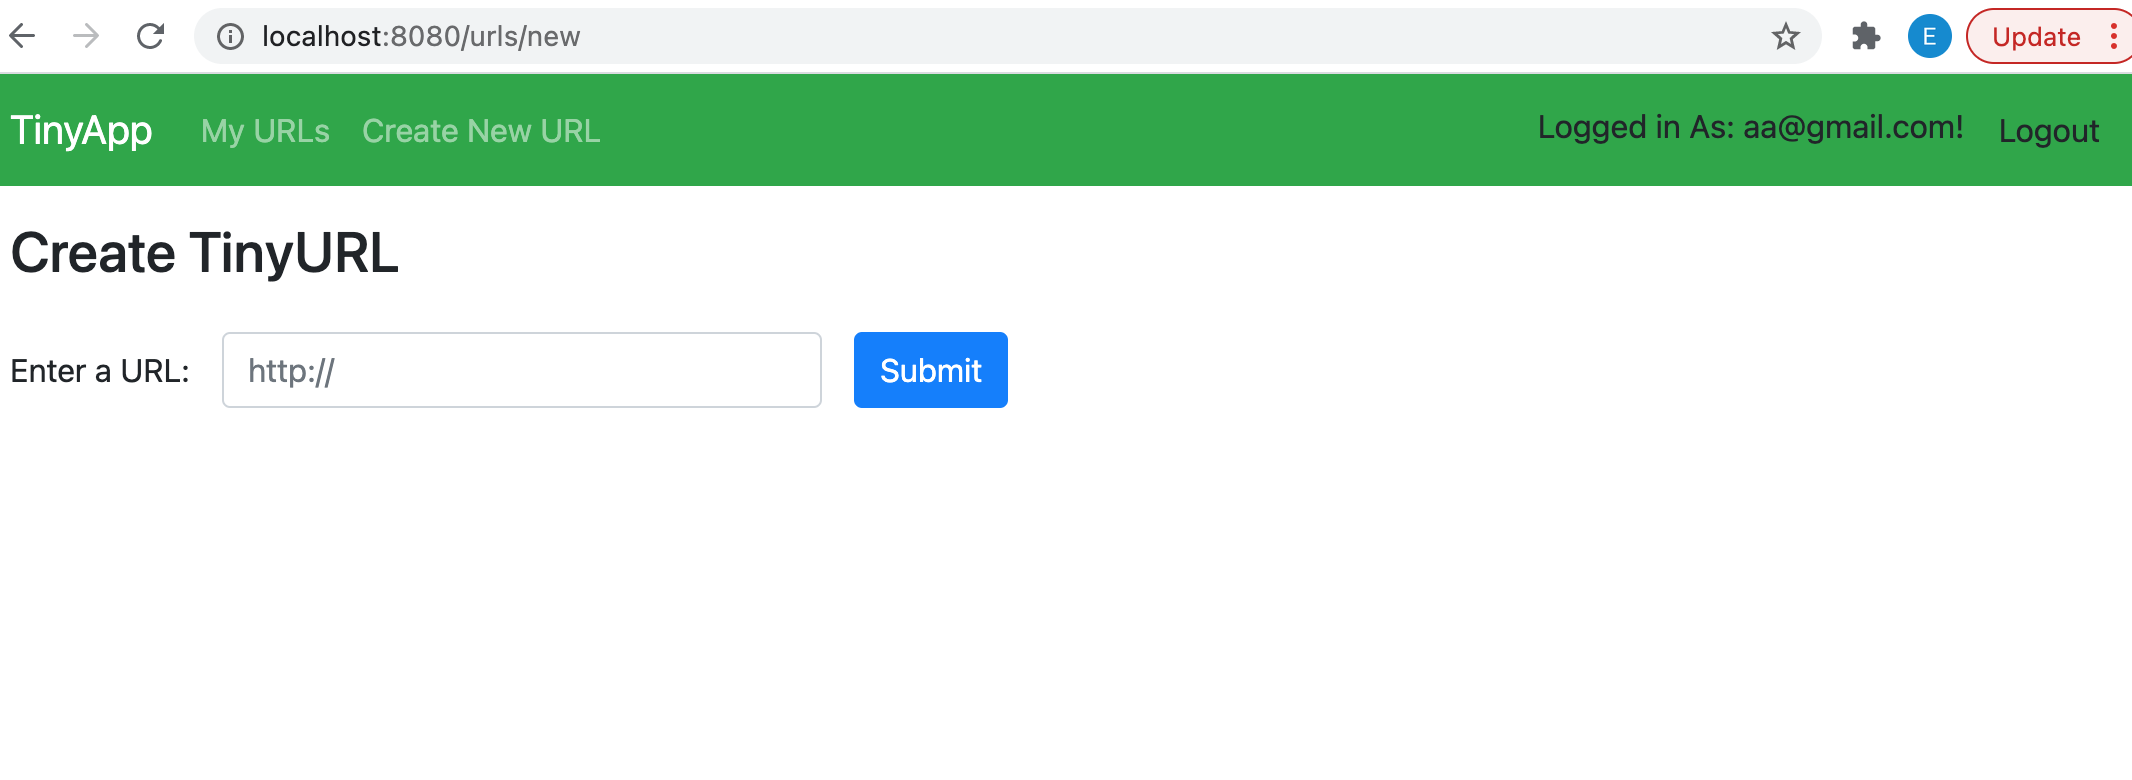 localhost:8080/urls/new E Update
TinyApp My URLs Create New URL Logged in As: aa@gmail.com! Logout
Create TinyURL
Enter a URL: http:// Submit